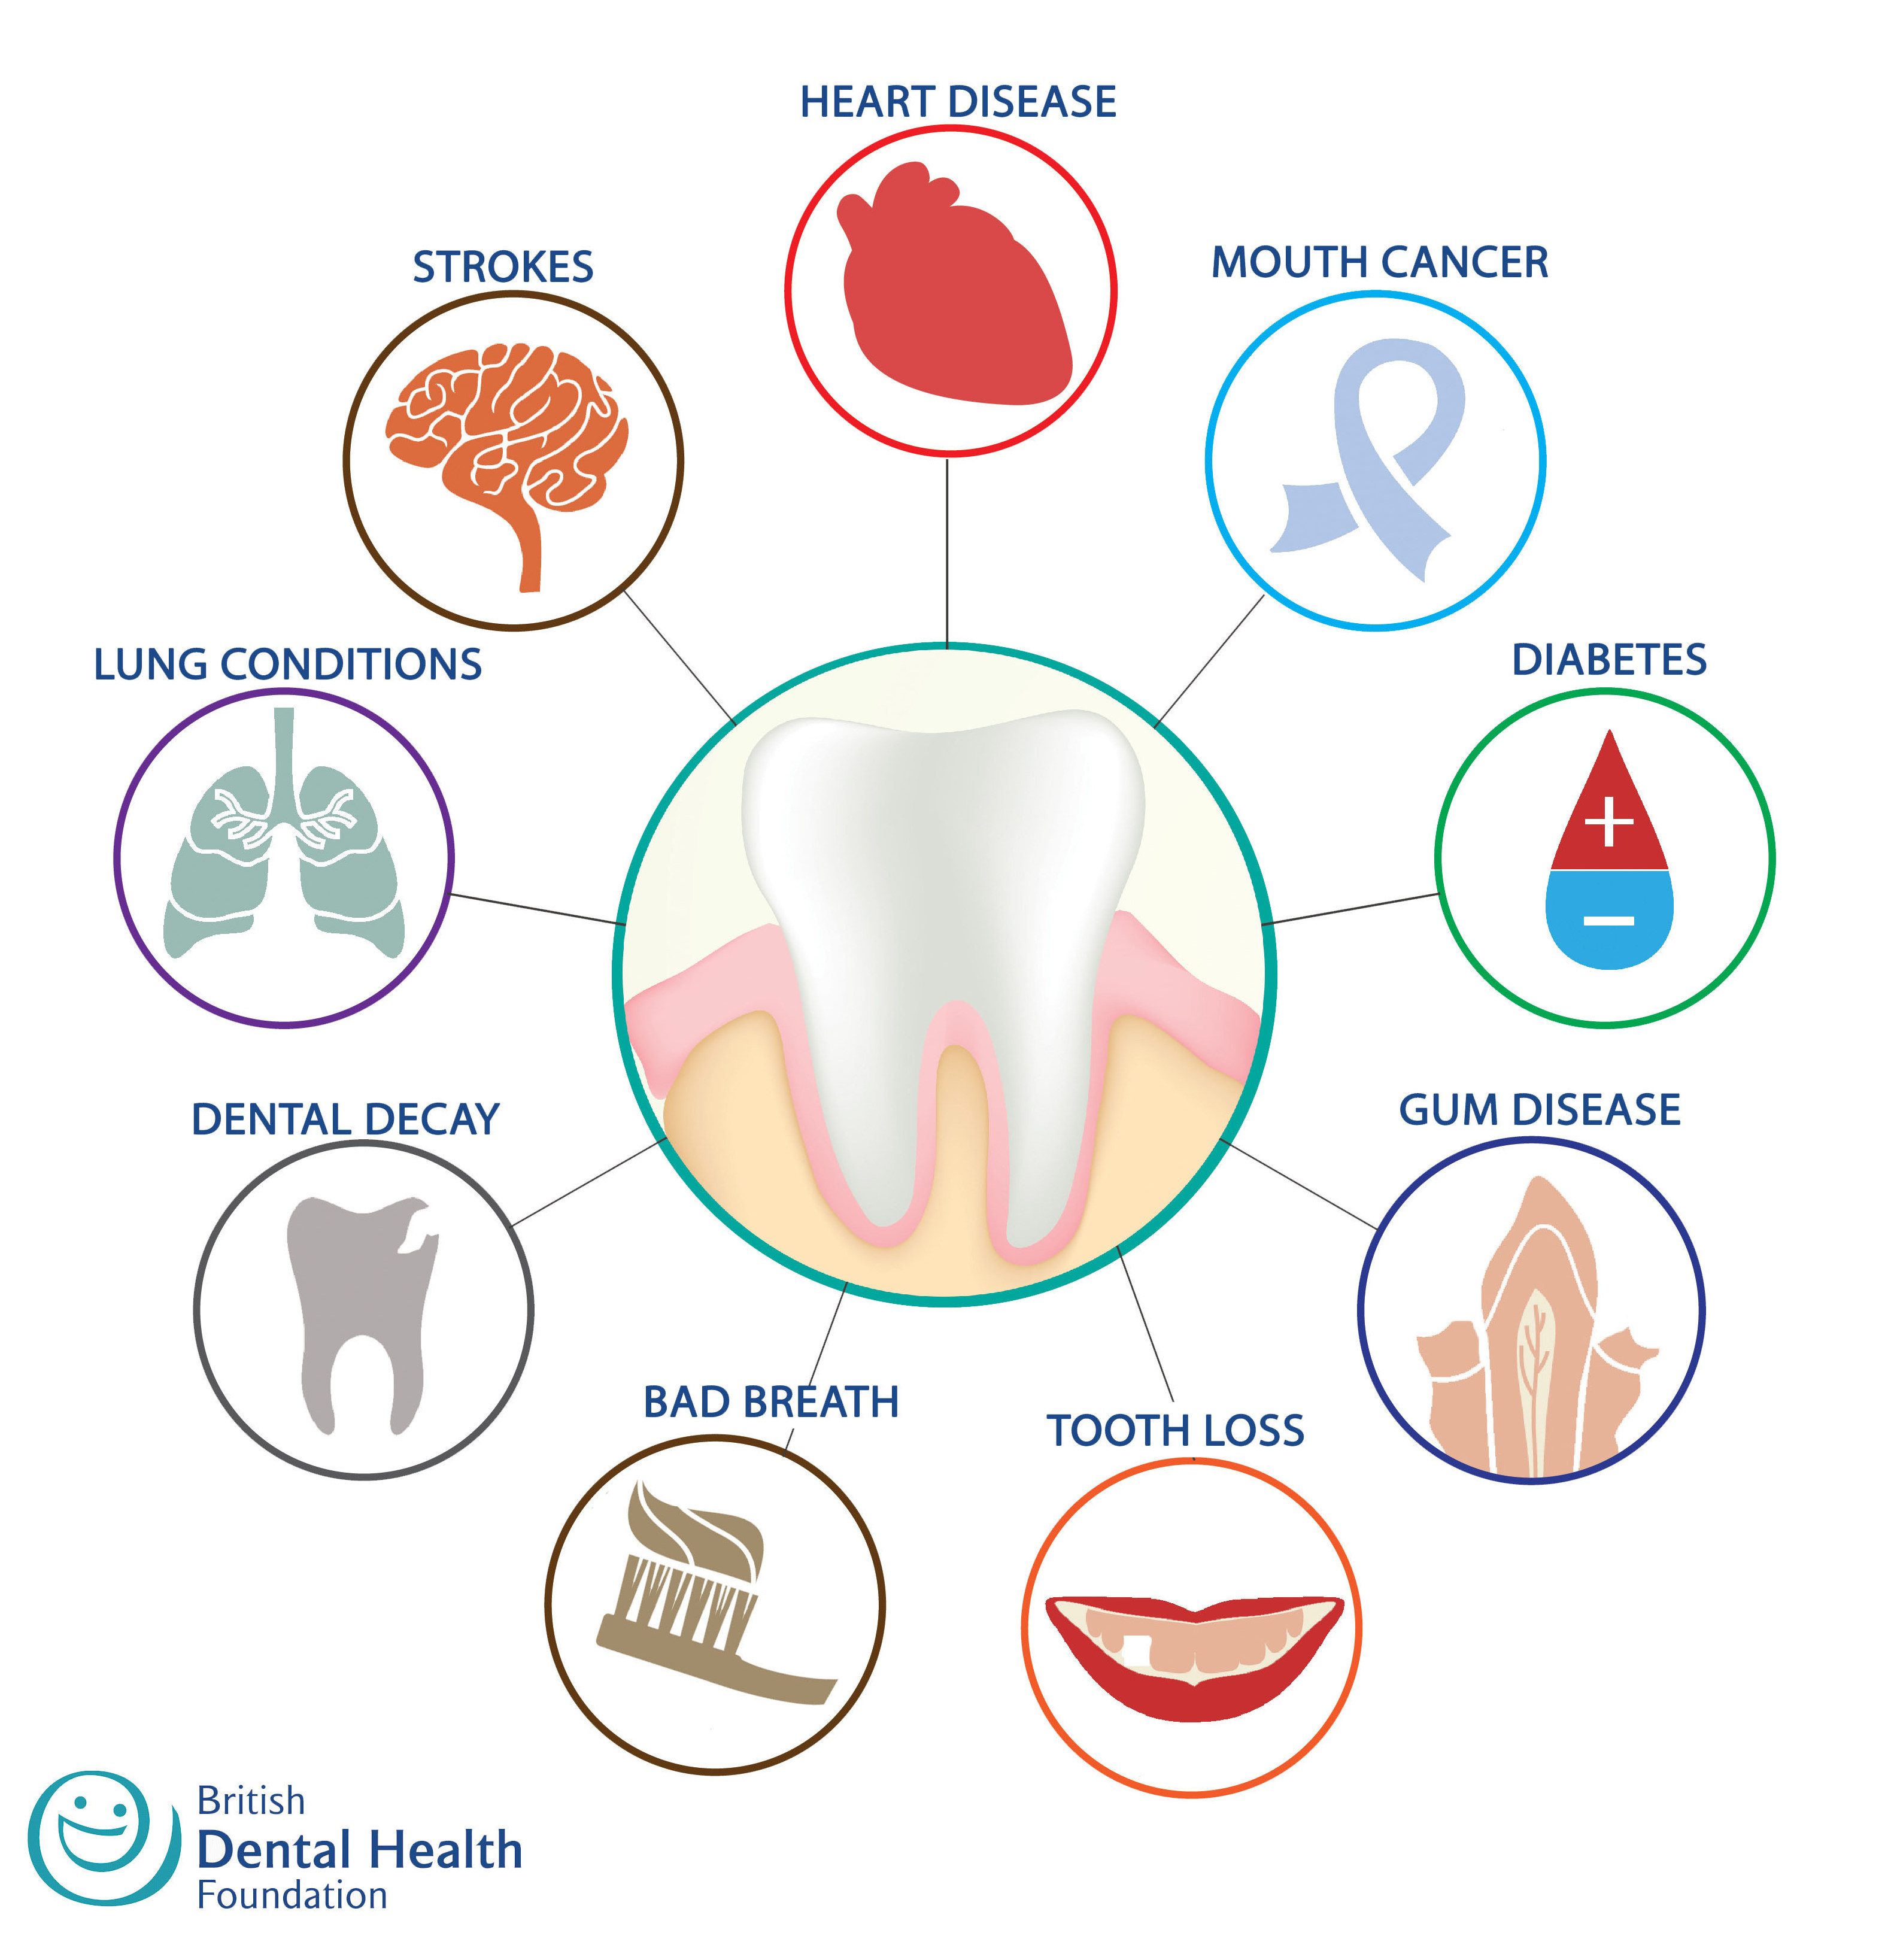 HEART DISEASE
STROKES
MOUTH CANCER
LUNG CONDITIONS
DIABETES
DENTAL DECAY
GUM DISEASE
BAD BREATH
TOOTH LOSS
British
Dental Health
Foundation